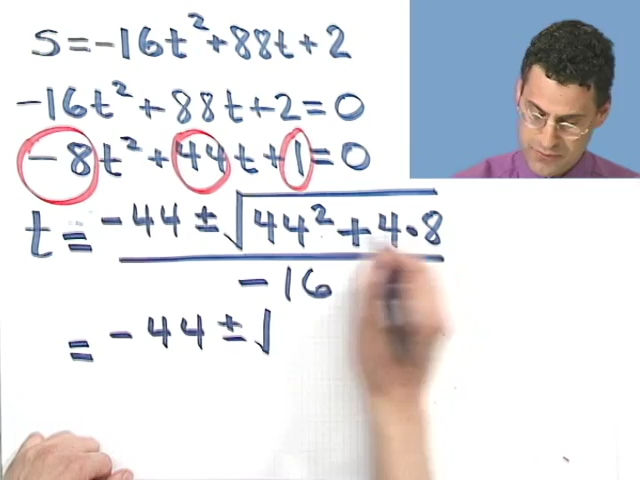 S=-16t²+88t+2
-16t²+88t+2=0
-8t²+44t+1=0
t = -44 ± √44²+4·8
-16
= -44 ± √